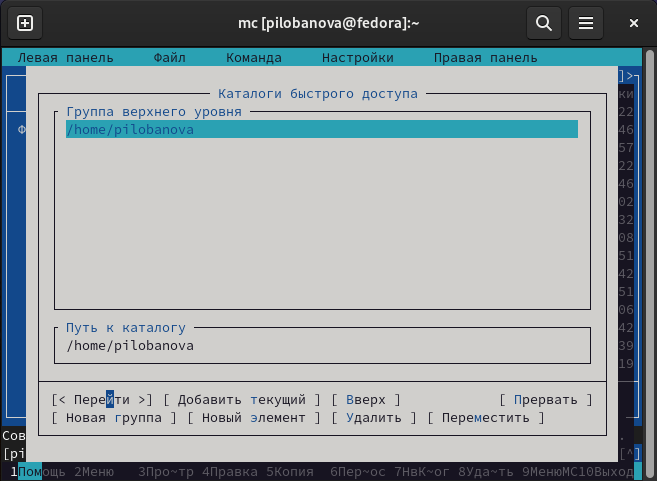 mc [pilobanova@fedora]:~
Левая панель Файл Команда Настройки Правая панель
]>
Каталоги быстрого доступа
ки
Группа верхнего уровня
22
/home/pilobanova
Ф
46
57
22
46
02
32
08
51
42
51
06
Путь к каталогу
42
/home/pilobanova
39
19
[< Перейти >] [ Добавить текущий ] [ Вверх ] [ Прервать ]
[ Новая группа ] [ Новый элемент ] [ Удалить ] [ Переместить ]
Сов
.
[pi
[^]
1Помощь 2Меню 3Про~тр 4Правка 5Копия 6Пер~ос 7НвК~ог 8Уда~ть 9МенюМС10Выход